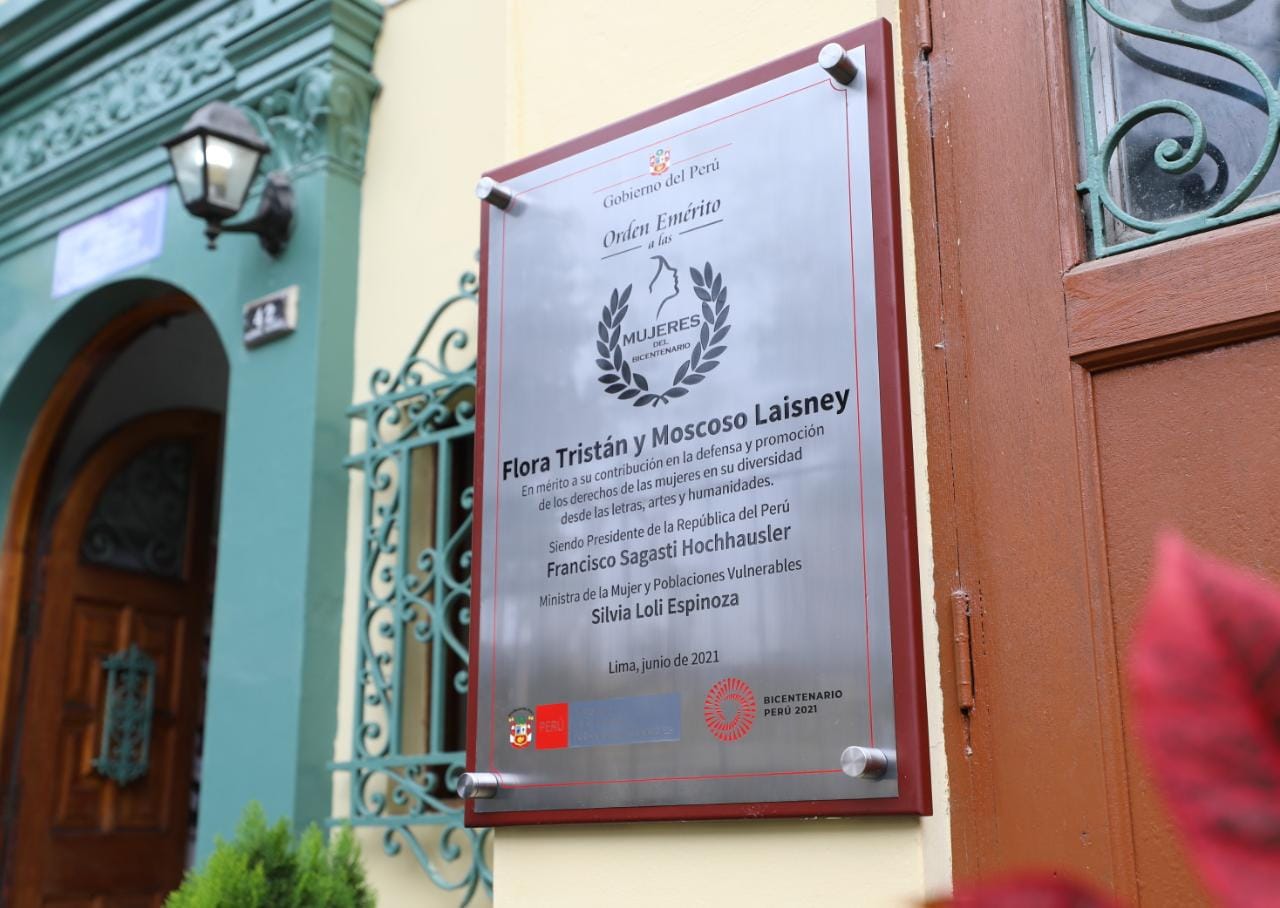 Gobierno del Perú
Orden Emérito
a las
MUJERES
DEL
BICENTENARIO
Flora Tristán y Moscoso Laisney
En mérito a su contribución en la defensa y promoción
de los derechos de las mujeres en su diversidad
desde las letras, artes y humanidades.
Siendo Presidente de la República del Perú
Francisco Sagasti Hochhausler
Ministra de la Mujer y Poblaciones Vulnerables
Silvia Loli Espinoza
Lima, junio de 2021
PERÚ
BICENTENARIO
PERÚ 2021
42